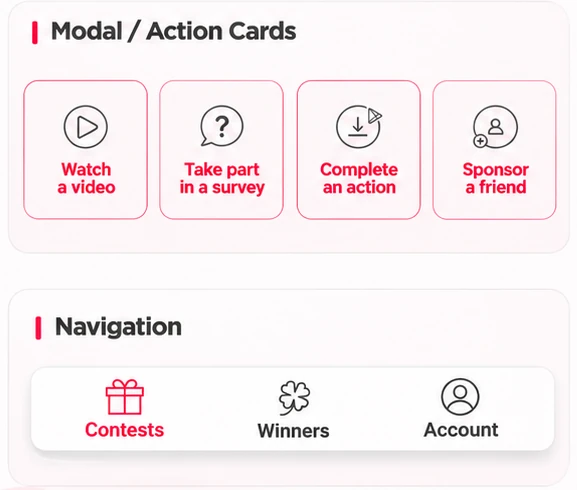 Modal / Action Cards
Watch
a video
Take part
in a survey
Complete
an action
Sponsor
a friend
Navigation
Contests
Winners
Account